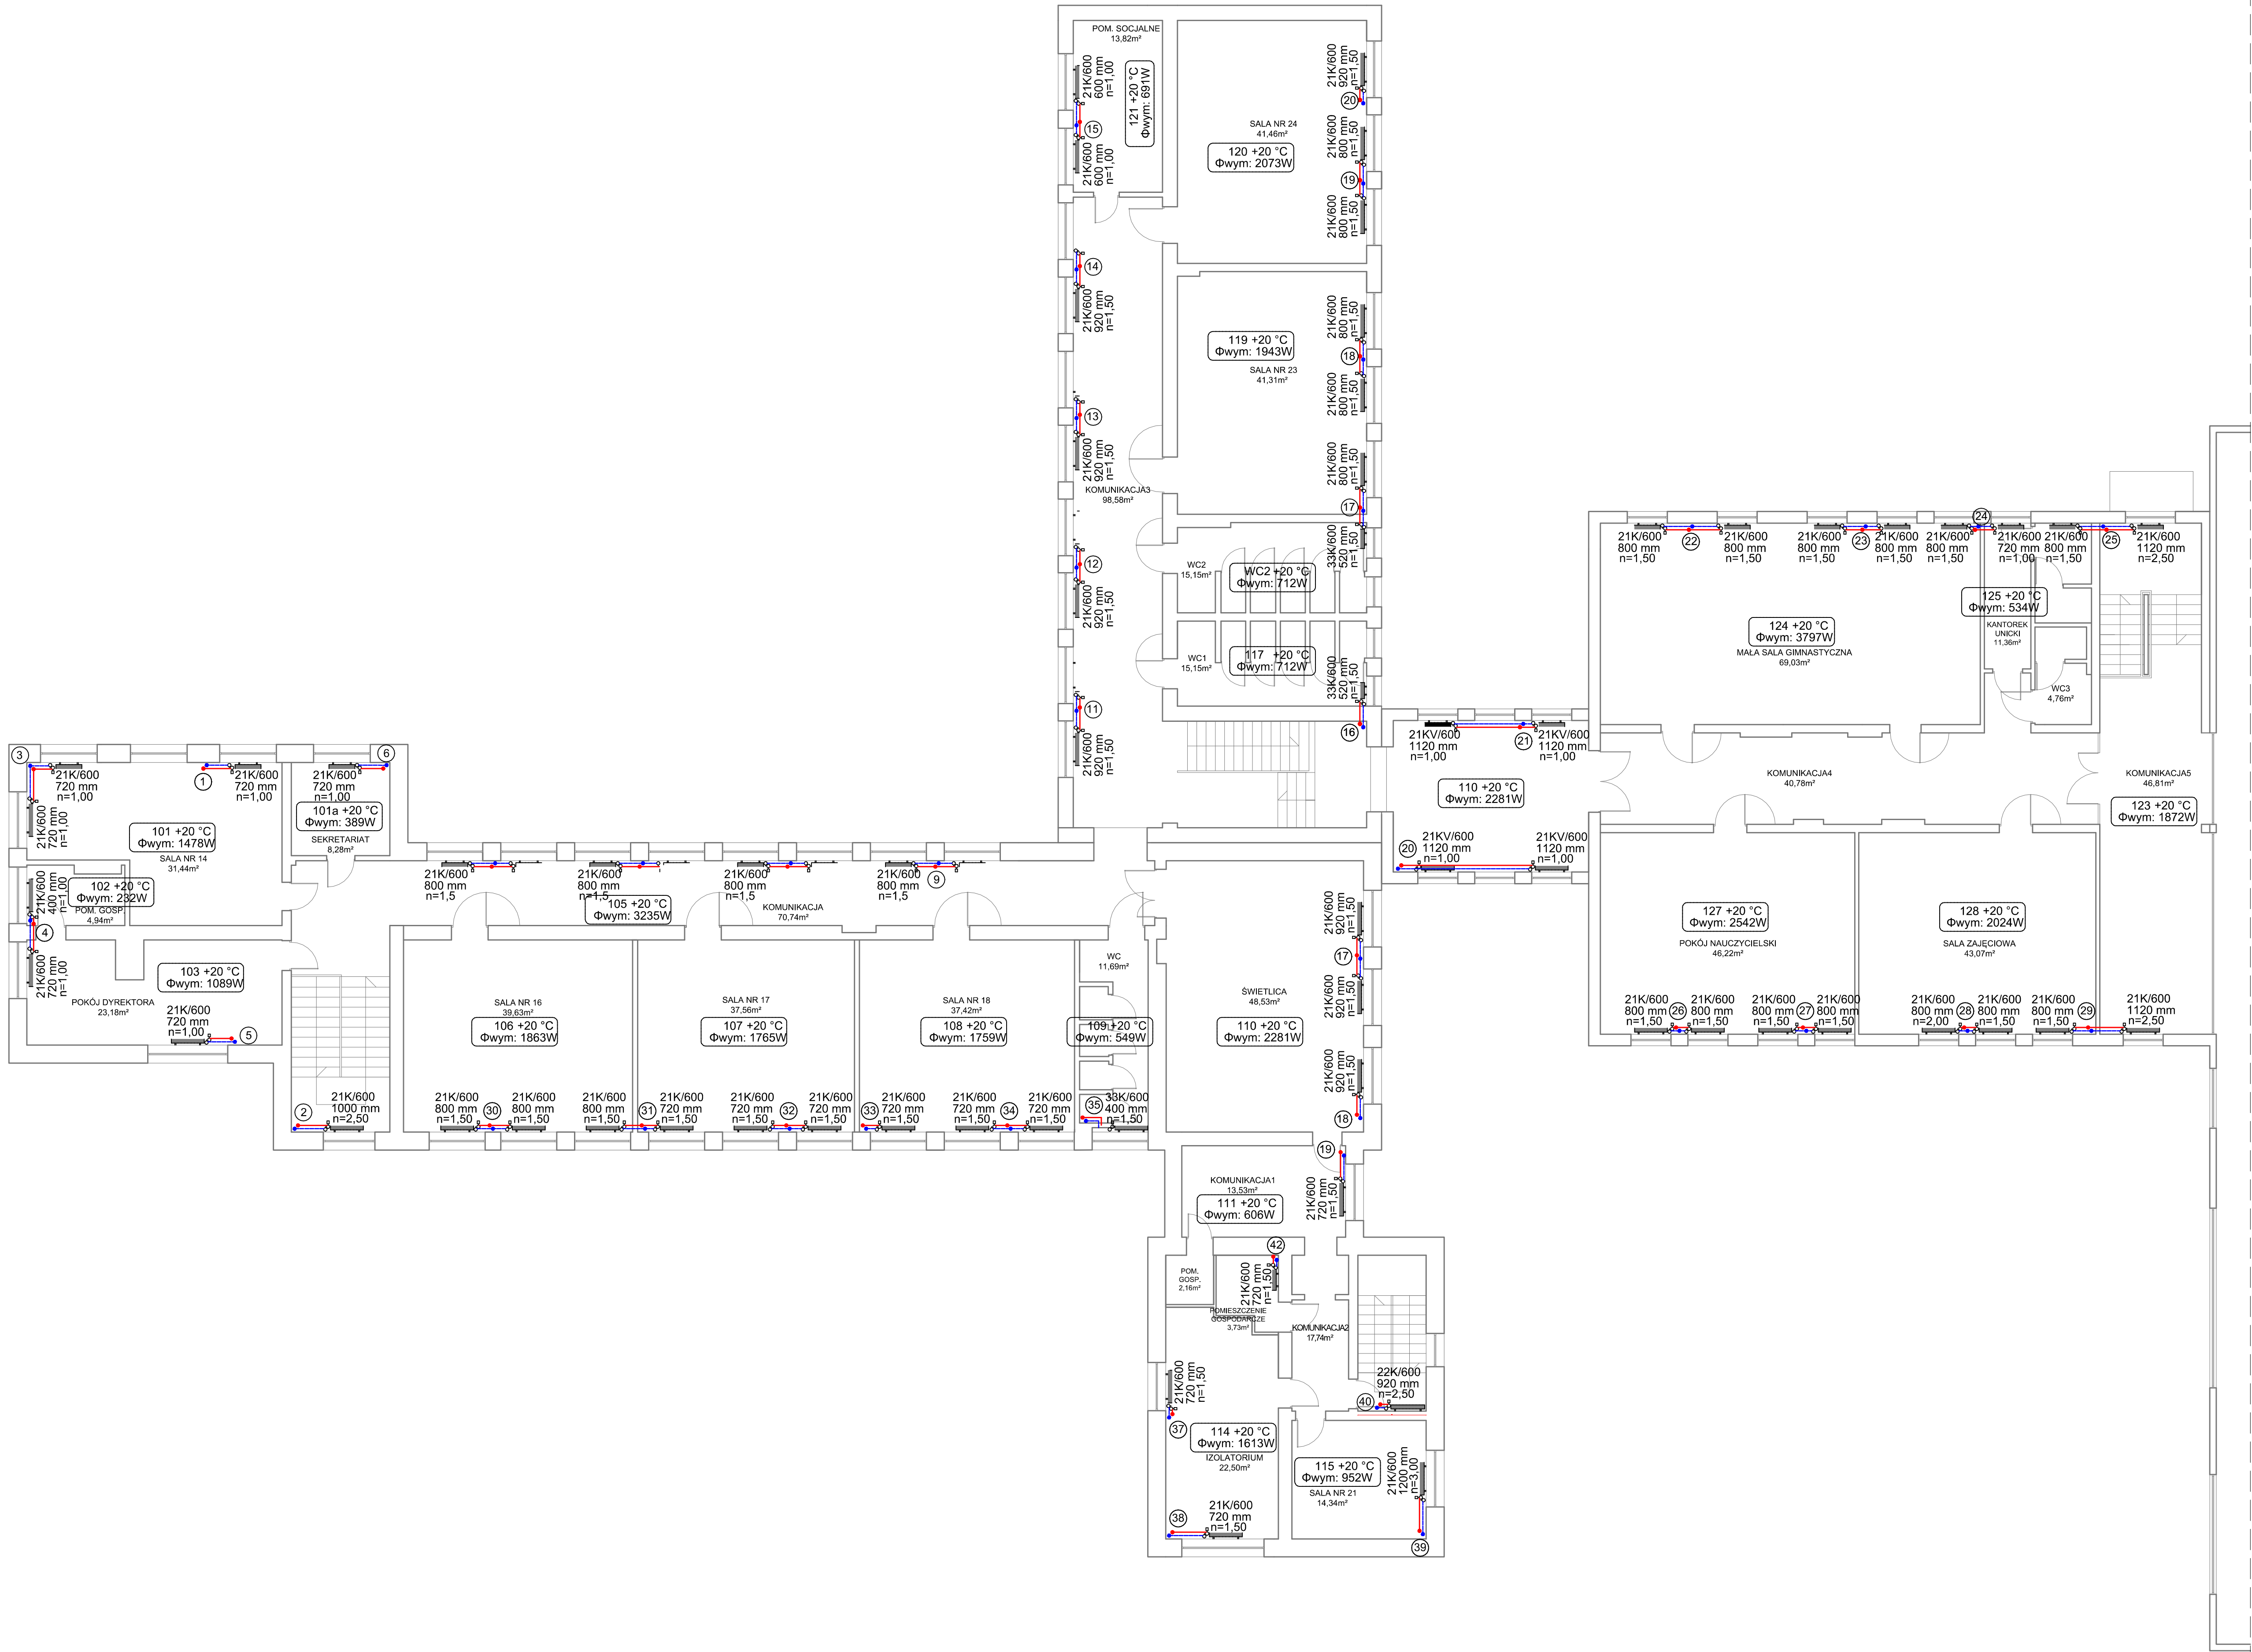 POM. SOCJALNE
13,82m²
21K/600
600 mm
n=1,00
121 +20 °C
Φwym: 691W
15
21K/600
600 mm
n=1,00
SALA NR 24
41,46m²
120 +20 °C
Φwym: 2073W
21K/600
920 mm
n=1,50
20
21K/600
800 mm
n=1,50
19
21K/600
800 mm
n=1,50
14
21K/600
920 mm
n=1,50
13
21K/600
920 mm
n=1,50
KOMUNIKACJA3
98,58m²
12
21K/600
920 mm
n=1,50
11
21K/600
920 mm
n=1,50
119 +20 °C
Φwym: 1943W
SALA NR 23
41,31m²
21K/600
800 mm
n=1,50
18
21K/600
800 mm
n=1,50
21K/600
800 mm
n=1,50
17
33K/600
520 mm
n=1,50
WC2
15,15m²
WC2 +20 °C
Φwym: 712W
WC1
15,15m²
117 +20 °C
Φwym: 712W
33K/600
520 mm
n=1,50
16
21K/600
800 mm
n=1,50
22
21K/600
800 mm
n=1,50
21K/600
800 mm
n=1,50
23
21K/600
800 mm
n=1,50
21K/600
800 mm
n=1,50
24
21K/600
720 mm
n=1,00
21K/600
800 mm
n=1,50
25
21K/600
1120 mm
n=2,50
125 +20 °C
Φwym: 534W
KANTOREK
UNICKI
11,36m²
124 +20 °C
Φwym: 3797W
MAŁA SALA GIMNASTYCZNA
69,03m²
WC3
4,76m²
21KV/600
1120 mm
n=1,00
21
21KV/600
1120 mm
n=1,00
110 +20 °C
Φwym: 2281W
20
21KV/600
1120 mm
n=1,00
21KV/600
1120 mm
n=1,00
KOMUNIKACJA4
40,78m²
KOMUNIKACJA5
46,81m²
123 +20 °C
Φwym: 1872W
127 +20 °C
Φwym: 2542W
POKÓJ NAUCZYCIELSKI
46,22m²
128 +20 °C
Φwym: 2024W
SALA ZAJĘCIOWA
43,07m²
21K/600
800 mm
n=1,50
26
21K/600
800 mm
n=1,50
21K/600
800 mm
n=1,50
27
21K/600
800 mm
n=1,50
21K/600
800 mm
n=2,00
28
21K/600
800 mm
n=1,50
21K/600
800 mm
n=1,50
29
21K/600
1120 mm
n=2,50
3
21K/600
720 mm
n=1,00
1
21K/600
720 mm
n=1,00
6
21K/600
720 mm
n=1,00
21K/600
720 mm
n=1,00
101 +20 °C
Φwym: 1478W
SALA NR 14
31,44m²
101a +20 °C
Φwym: 389W
SEKRETARIAT
8,28m²
21K/600
400 mm
n=1,00
102 +20 °C
Φwym: 232W
POM. GOSP.
4,94m²
4
21K/600
720 mm
n=1,00
103 +20 °C
Φwym: 1089W
POKÓJ DYREKTORA
23,18m²
21K/600
720 mm
n=1,00
5
2
21K/600
1000 mm
n=2,50
21K/600
800 mm
n=1,5
21K/600
800 mm
n=1,5
105 +20 °C
Φwym: 3235W
21K/600
800 mm
n=1,5
KOMUNIKACJA
70,74m²
21K/600
800 mm
n=1,5
9
SALA NR 16
39,63m²
106 +20 °C
Φwym: 1863W
SALA NR 17
37,56m²
107 +20 °C
Φwym: 1765W
SALA NR 18
37,42m²
108 +20 °C
Φwym: 1759W
WC
11,69m²
109 +20 °C
Φwym: 549W
21K/600
800 mm
n=1,50
30
21K/600
800 mm
n=1,50
21K/600
800 mm
n=1,50
31
21K/600
720 mm
n=1,50
21K/600
720 mm
n=1,50
32
21K/600
720 mm
n=1,50
33
21K/600
720 mm
n=1,50
21K/600
720 mm
n=1,50
34
21K/600
720 mm
n=1,50
35
33K/600
400 mm
n=1,50
ŚWIETLICA
48,53m²
110 +20 °C
Φwym: 2281W
21K/600
920 mm
n=1,50
17
21K/600
920 mm
n=1,50
21K/600
920 mm
n=1,50
18
19
21K/600
720 mm
n=1,50
KOMUNIKACJA1
13,53m²
111 +20 °C
Φwym: 606W
42
21K/600
720 mm
n=1,50
POM.
GOSP.
2,16m²
POMIESZCZENIE
GOSPODARCZE
3,73m²
KOMUNIKACJA2
17,74m²
21K/600
720 mm
n=1,50
37
22K/600
920 mm
n=2,50
40
114 +20 °C
Φwym: 1613W
IZOLATORIUM
22,50m²
115 +20 °C
Φwym: 952W
SALA NR 21
14,34m²
21K/600
1200 mm
n=3,00
39
38
21K/600
720 mm
n=1,50